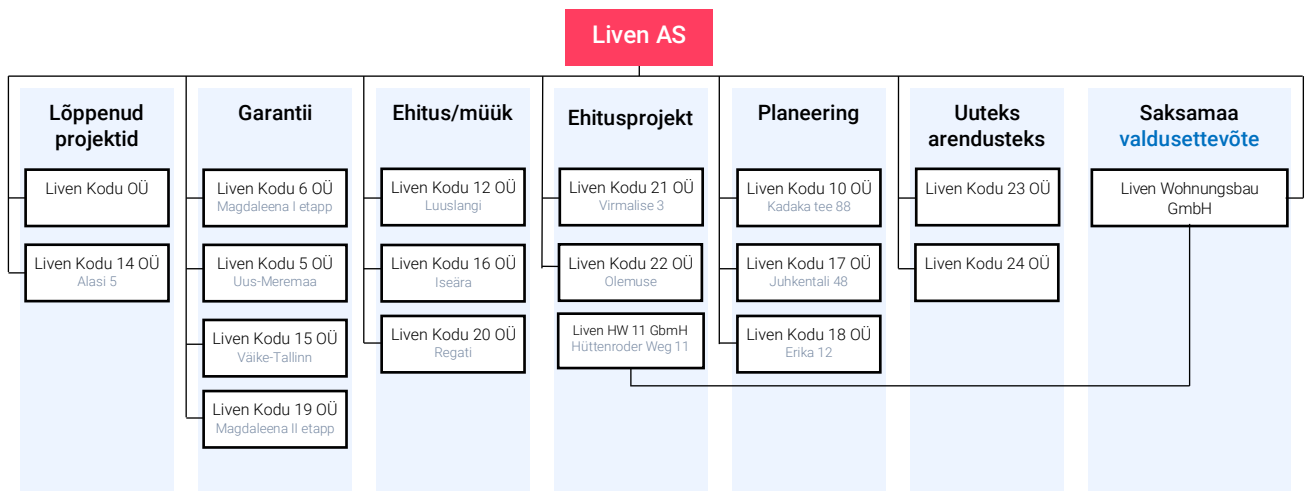 Liven AS
Lõppenud
projektid
Liven Kodu OÜ
Liven Kodu 14 OÜ
Alasi 5
Garantii
Liven Kodu 6 OÜ
Magdaleena I etapp
Liven Kodu 5 OÜ
Uus-Meremaa
Liven Kodu 15 OÜ
Väike-Tallinn
Liven Kodu 19 OÜ
Magdaleena II etapp
Ehitus/müük
Liven Kodu 12 OÜ
Luuslangi
Liven Kodu 16 OÜ
Iseära
Liven Kodu 20 OÜ
Regati
Ehitusprojekt
Liven Kodu 21 OÜ
Virmalise 3
Liven Kodu 22 OÜ
Olemuse
Liven HW 11 GbmH
Hüttenroder Weg 11
Planeering
Liven Kodu 10 OÜ
Kadaka tee 88
Liven Kodu 17 OÜ
Juhkentali 48
Liven Kodu 18 OÜ
Erika 12
Uuteks
arendusteks
Liven Kodu 23 OÜ
Liven Kodu 24 OÜ
Saksamaa
valdusettevõte
Liven Wohnungsbau
GmbH